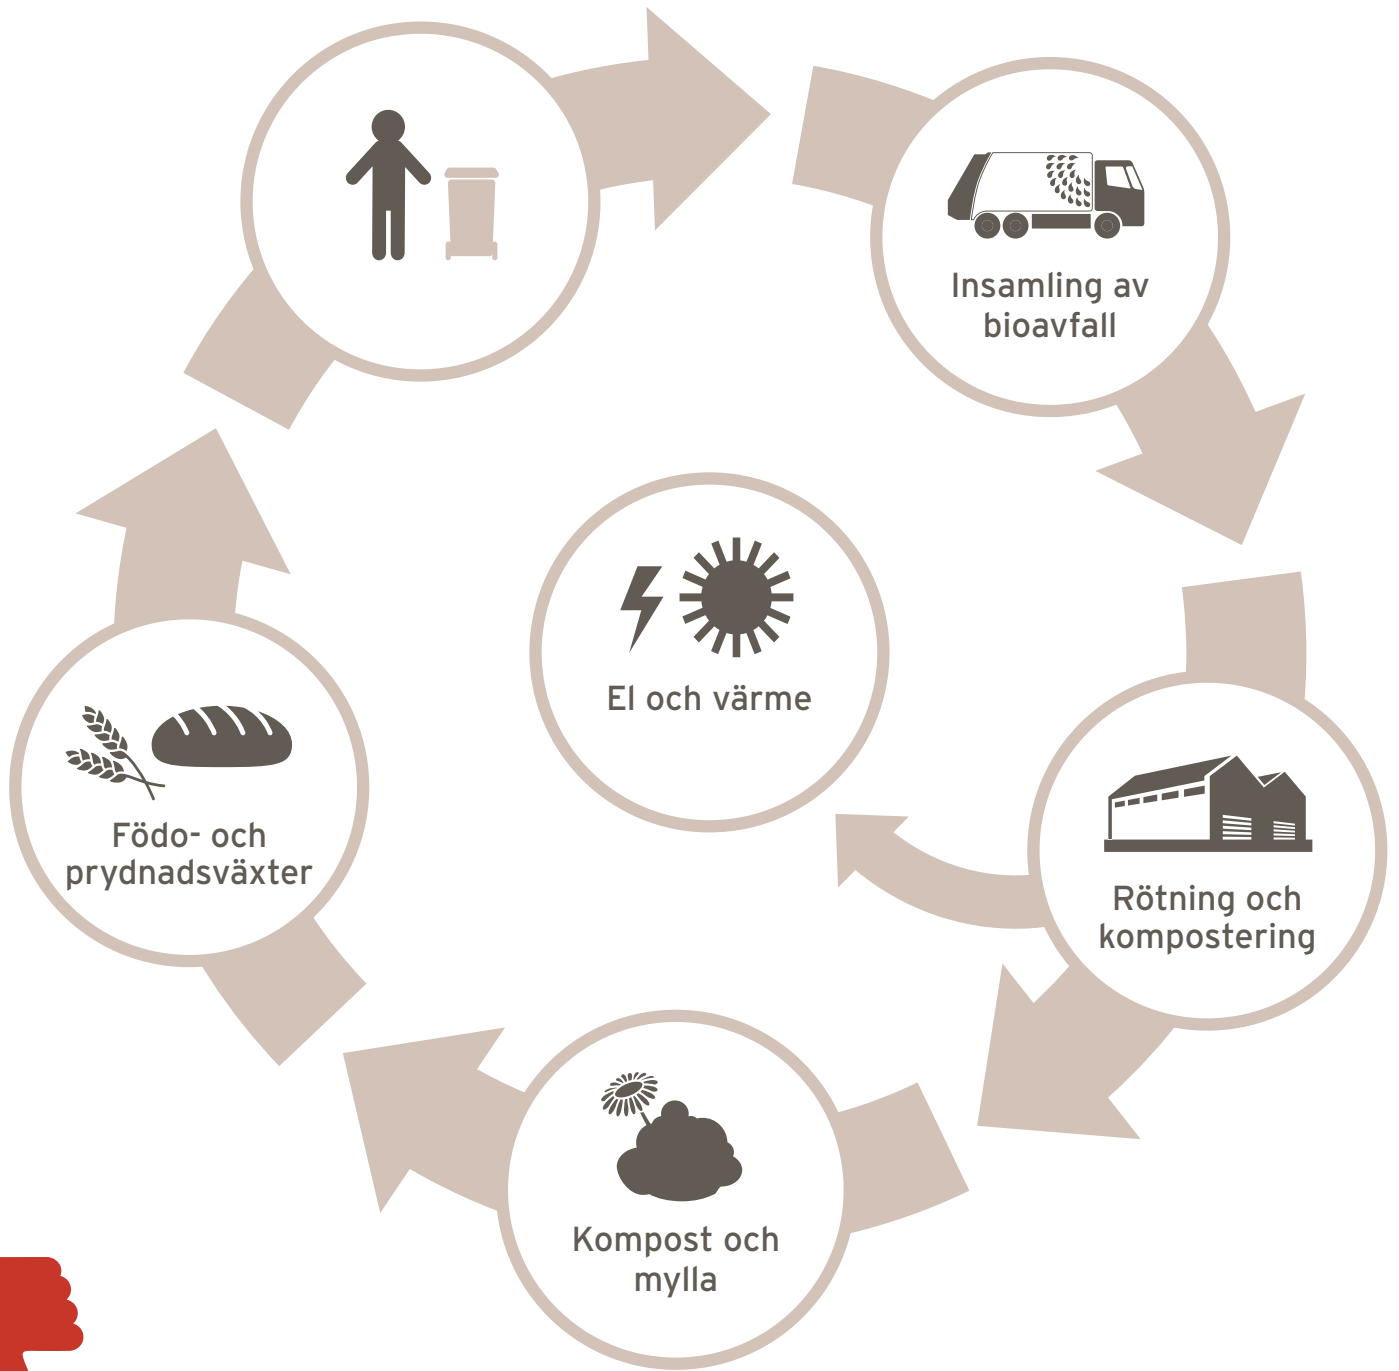 Insamling av
bioavfall
El och värme
Födo- och
prydnadsväxter
Rötning och
kompostering
Kompost och
mylla